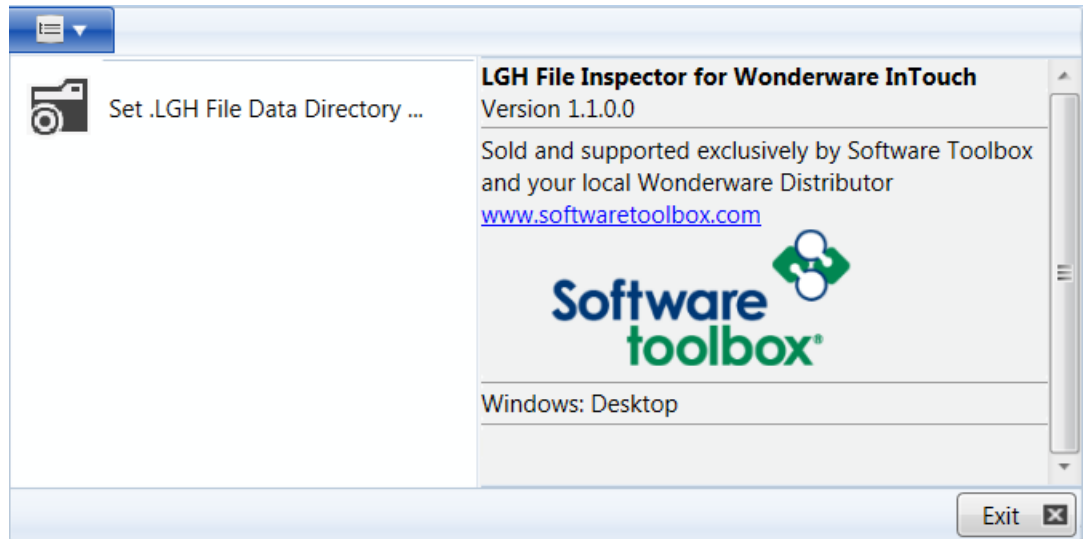 Set .LGH File Data Directory ...
LGH File Inspector for Wonderware InTouch
Version 1.1.0.0
Sold and supported exclusively by Software Toolbox
and your local Wonderware Distributor
www.softwaretoolbox.com
Software
toolbox®
Windows: Desktop
Exit